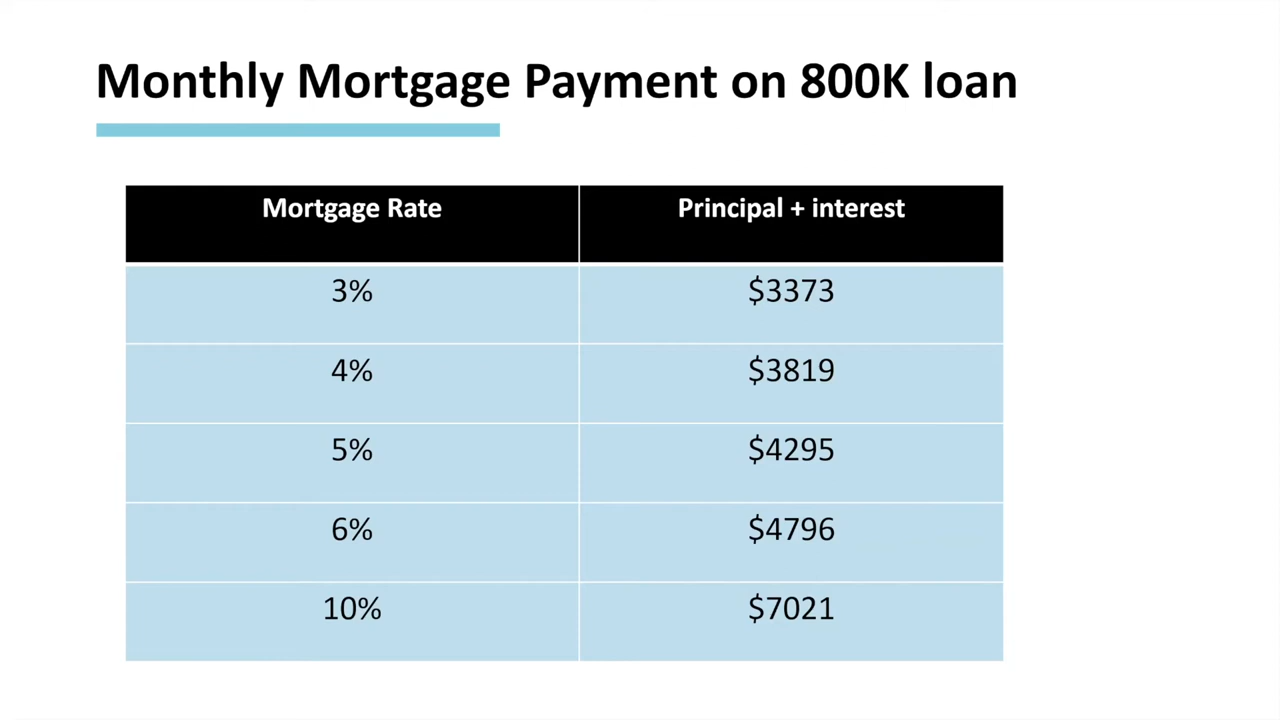 Monthly Mortgage Payment on 800K loan
Mortgage Rate Principal + interest
3% $3373
4% $3819
5% $4295
6% $4796
10% $7021